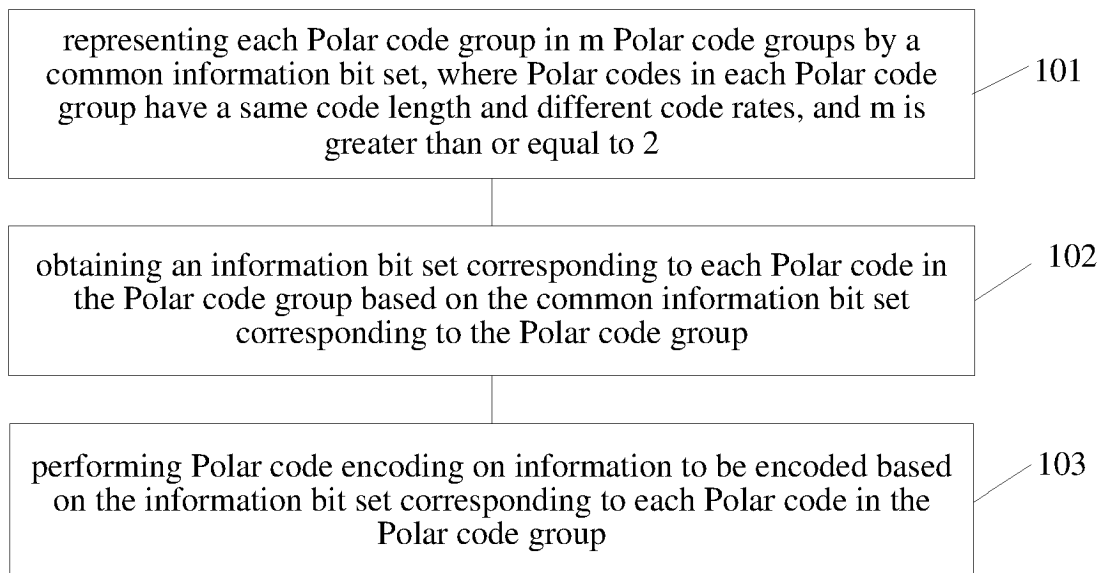 representing each Polar code group in m Polar code groups by a
common information bit set, where Polar codes in each Polar code
group have a same code length and different code rates, and m is
greater than or equal to 2
101
obtaining an information bit set corresponding to each Polar code in
the Polar code group based on the common information bit set
corresponding to the Polar code group
102
performing Polar code encoding on information to be encoded based
on the information bit set corresponding to each Polar code in the
Polar code group
103